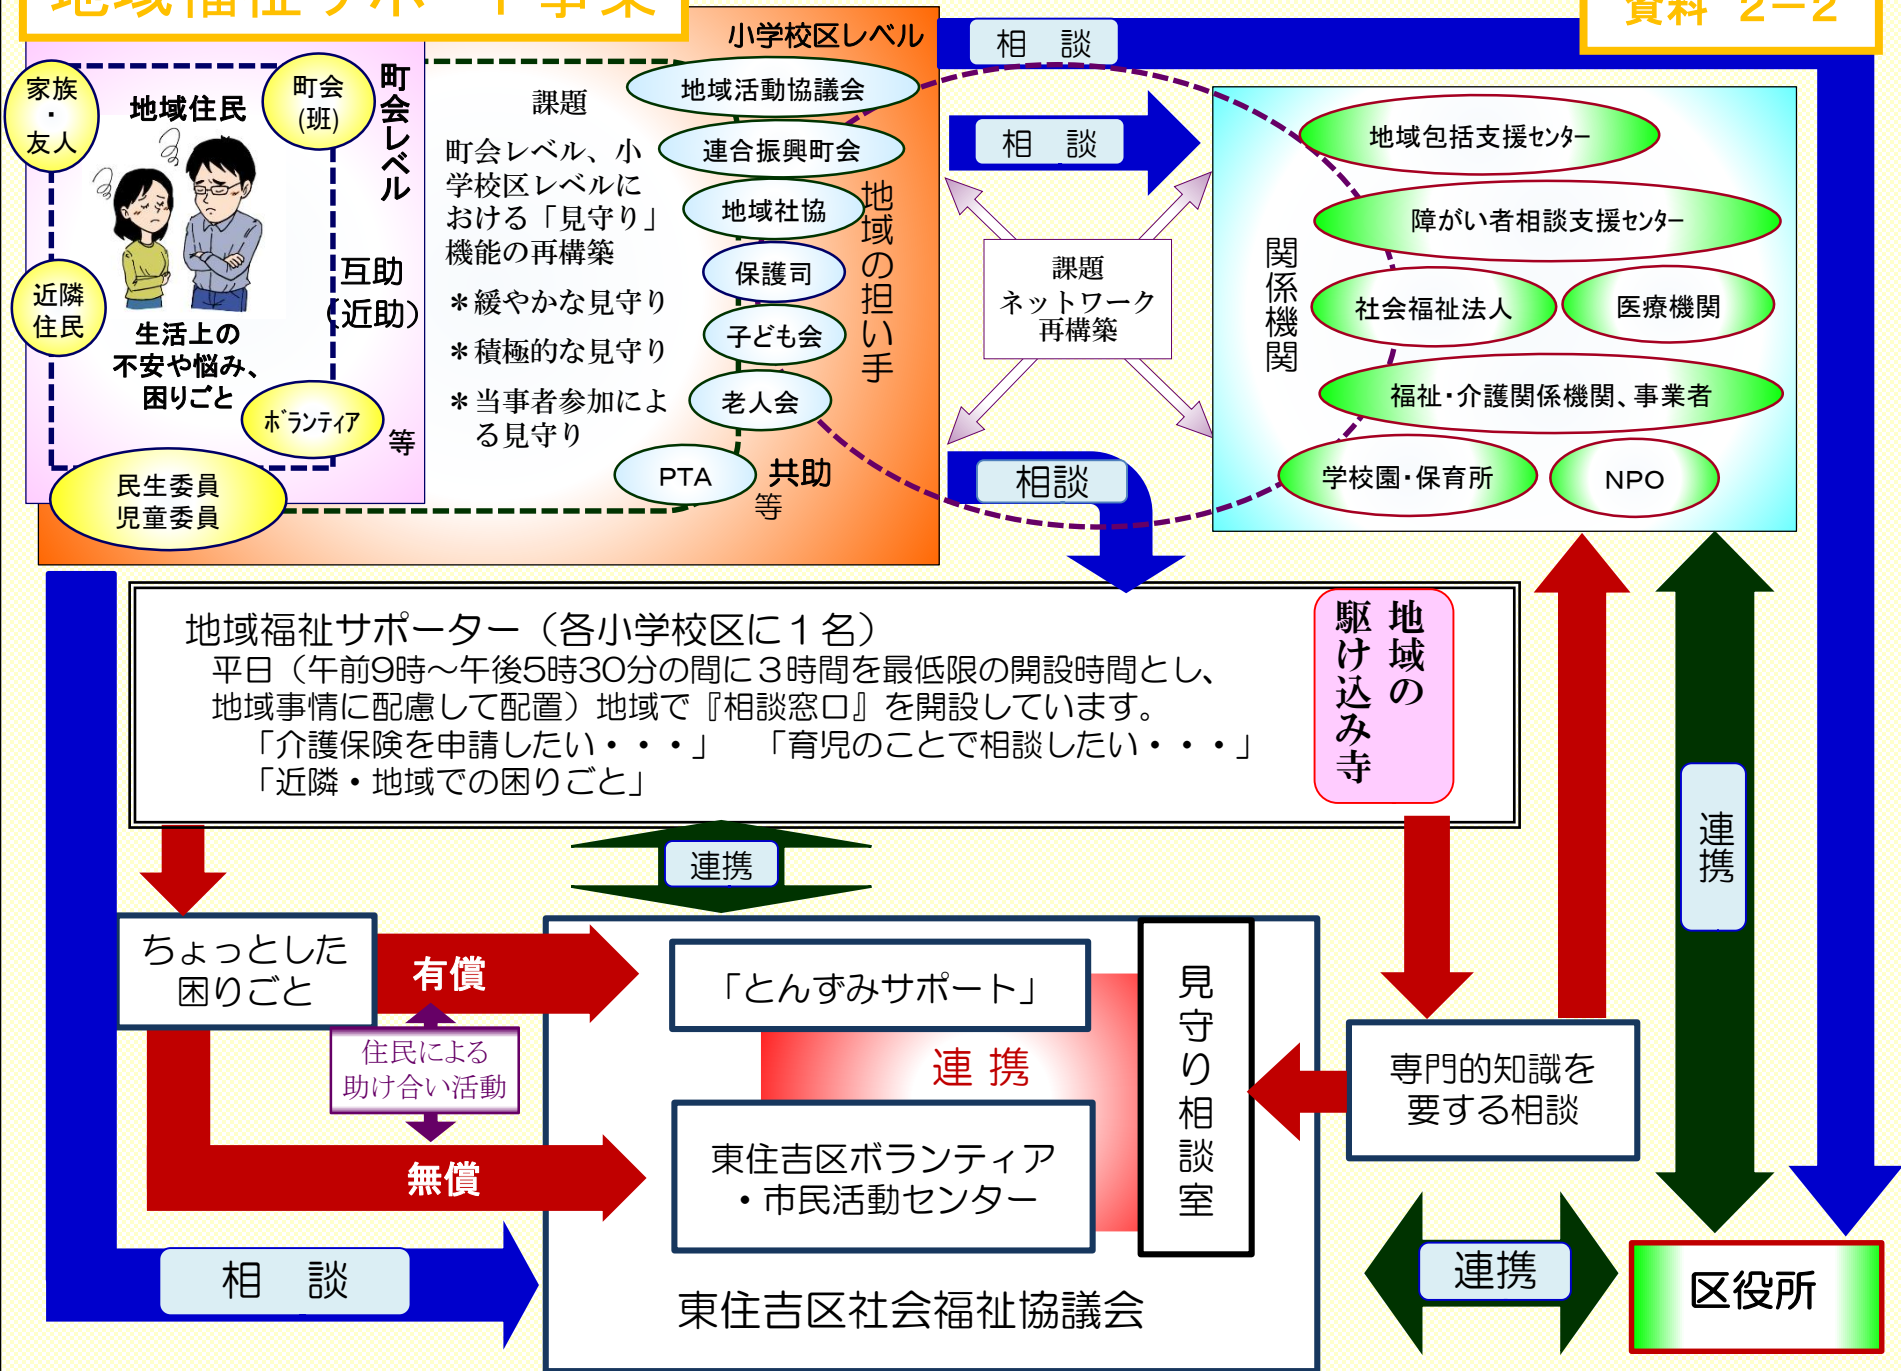 地域福祉サポート事業
資料 2－2
小学校区レベル
町会レベル
家族
・
友人
町会
(班)
地域住民
近隣
住民
互助
(近助)
生活上の
不安や悩み、
困りごと
ボランティア
等
民生委員
児童委員
課題
町会レベル、小
学校区レベルに
おける「見守り」
機能の再構築
＊緩やかな見守り
＊積極的な見守り
＊当事者参加によ
る見守り
地域活動協議会
連合振興町会
地域社協
保護司
子ども会
老人会
PTA
等
共助
地域の担い手
相　談
相　談
課題
ネットワーク
再構築
相談
関係機関
地域包括支援センター
障がい者相談支援センター
社会福祉法人
医療機関
福祉・介護関係機関、事業者
学校園・保育所
NPO
地域福祉サポーター（各小学校区に１名）
平日（午前9時～午後5時30分の間に３時間を最低限の開設時間とし、
地域事情に配慮して配置）地域で『相談窓口』を開設しています。
「介護保険を申請したい・・・」　「育児のことで相談したい・・・」
「近隣・地域での困りごと」
地域の
駆け込み寺
連携
連携
ちょっとした
困りごと
有償
住民による
助け合い活動
無償
「とんずみサポート」
連携
東住吉区ボランティア
・市民活動センター
見守り相談室
専門的知識を
要する相談
相　談
東住吉区社会福祉協議会
連携
区役所